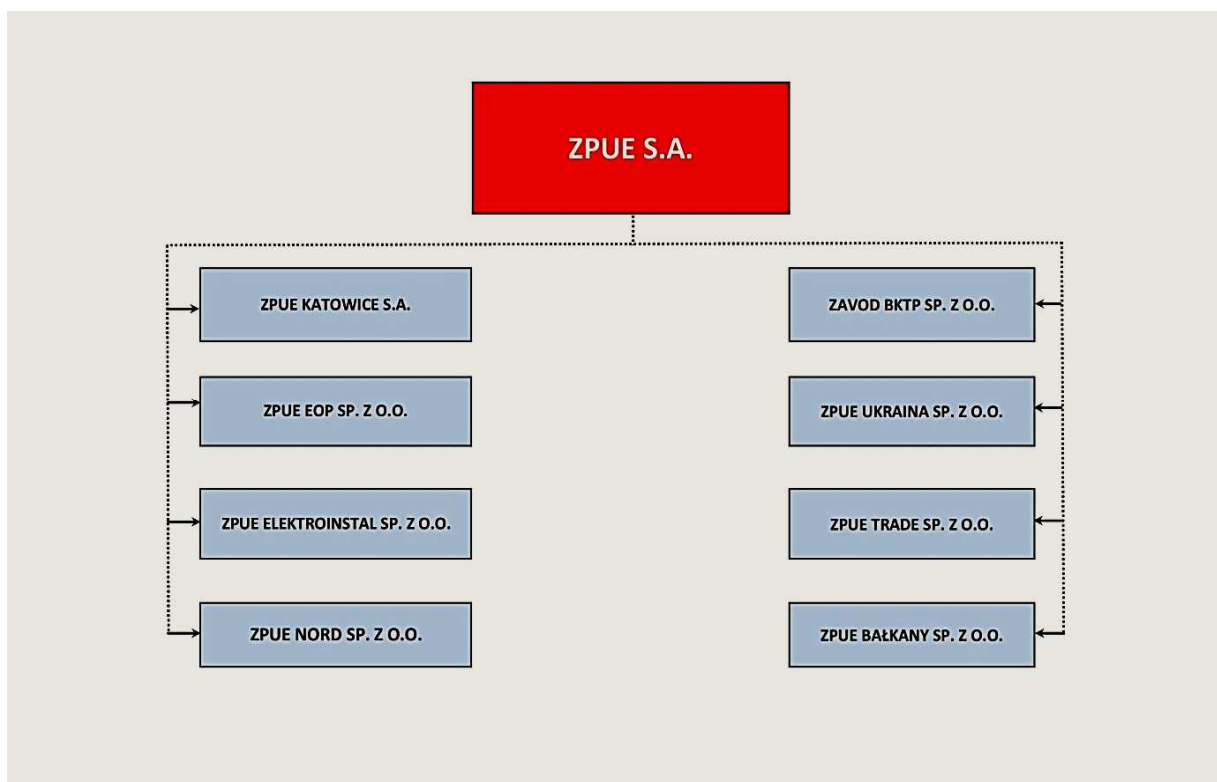 ZPUE S.A.
ZPUE KATOWICE S.A.
ZPUE EOP SP. Z O.O.
ZPUE ELEKTROINSTAL SP. Z O.O.
ZPUE NORD SP. Z O.O.
ZAVOD BKTP SP. Z O.O.
ZPUE UKRAINA SP. Z O.O.
ZPUE TRADE SP. Z O.O.
ZPUE BAŁKANY SP. Z O.O.